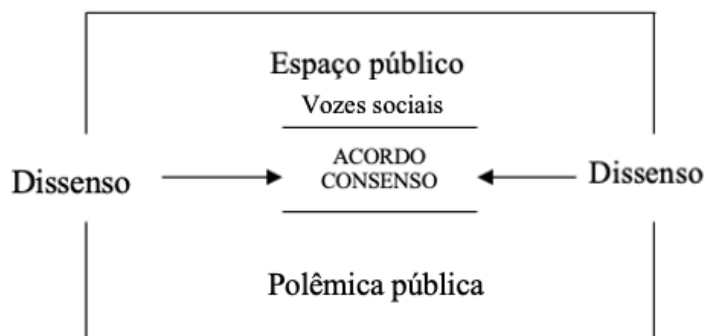 Espaço público
Vozes sociais
ACORDO
CONSENSO
Dissenso
Dissenso
Polêmica pública